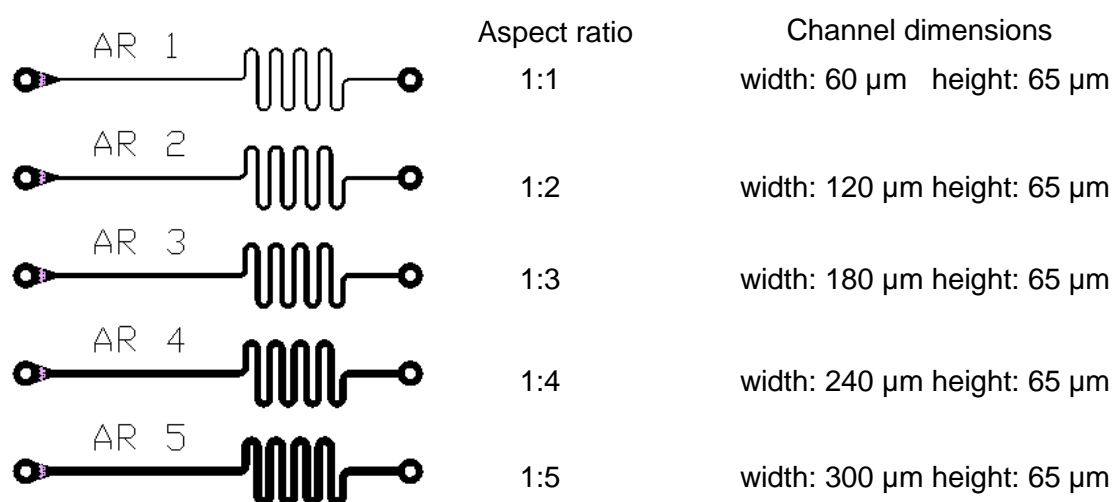 Aspect ratio Channel dimensions
AR 1 1:1 width: 60 µm height: 65 µm
AR 2 1:2 width: 120 µm height: 65 µm
AR 3 1:3 width: 180 µm height: 65 µm
AR 4 1:4 width: 240 µm height: 65 µm
AR 5 1:5 width: 300 µm height: 65 µm